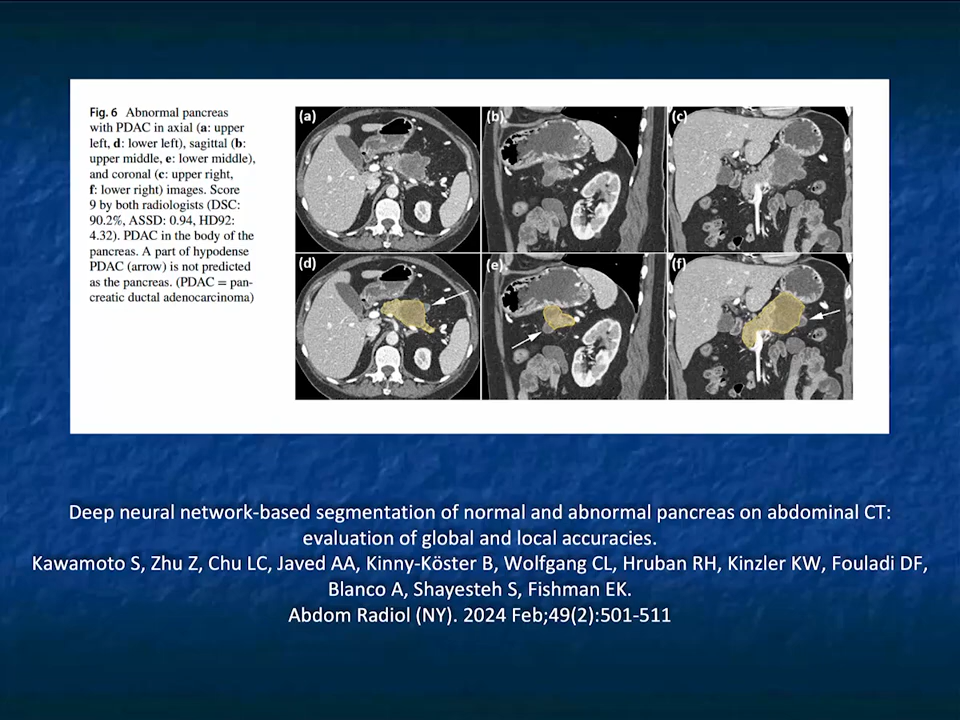 Fig. 6 Abnormal pancreas
with PDAC in axial (a: upper
left, d: lower left), sagittal (b:
upper middle, e: lower middle),
and coronal (c: upper right,
f: lower right) images. Score
9 by both radiologists (DSC:
90.2%, ASSD: 0.94, HD92:
4.32). PDAC in the body of the
pancreas. A part of hypodense
PDAC (arrow) is not predicted
as the pancreas. (PDAC = pan-
creatic ductal adenocarcinoma)
(a) (b) (c)
(d) (e) (f)
Deep neural network-based segmentation of normal and abnormal pancreas on abdominal CT:
evaluation of global and local accuracies.
Kawamoto S, Zhu Z, Chu LC, Javed AA, Kinny-Köster B, Wolfgang CL, Hruban RH, Kinzler KW, Fouladi DF,
Blanco A, Shayesteh S, Fishman EK.
Abdom Radiol (NY). 2024 Feb;49(2):501-511